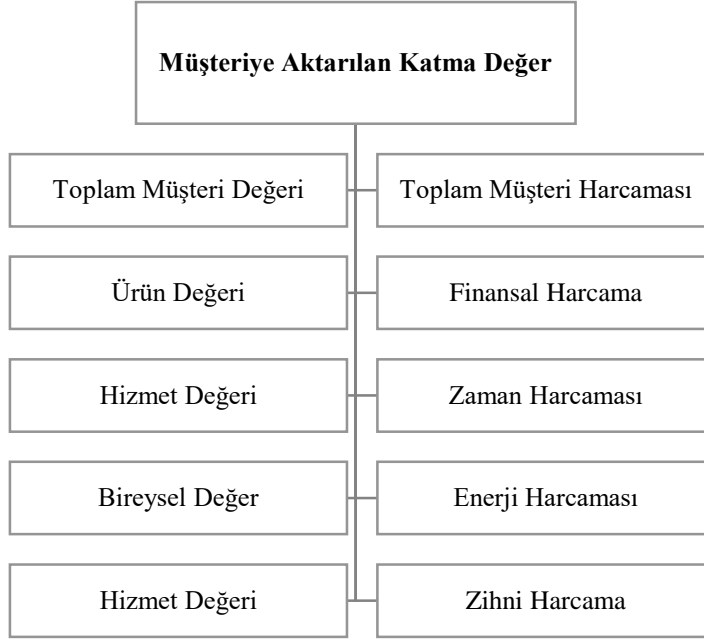 Müşteriye Aktarılan Katma Değer
Toplam Müşteri Değeri
Toplam Müşteri Harcaması
Ürün Değeri
Finansal Harcama
Hizmet Değeri
Zaman Harcaması
Bireysel Değer
Enerji Harcaması
Hizmet Değeri
Zihni Harcama